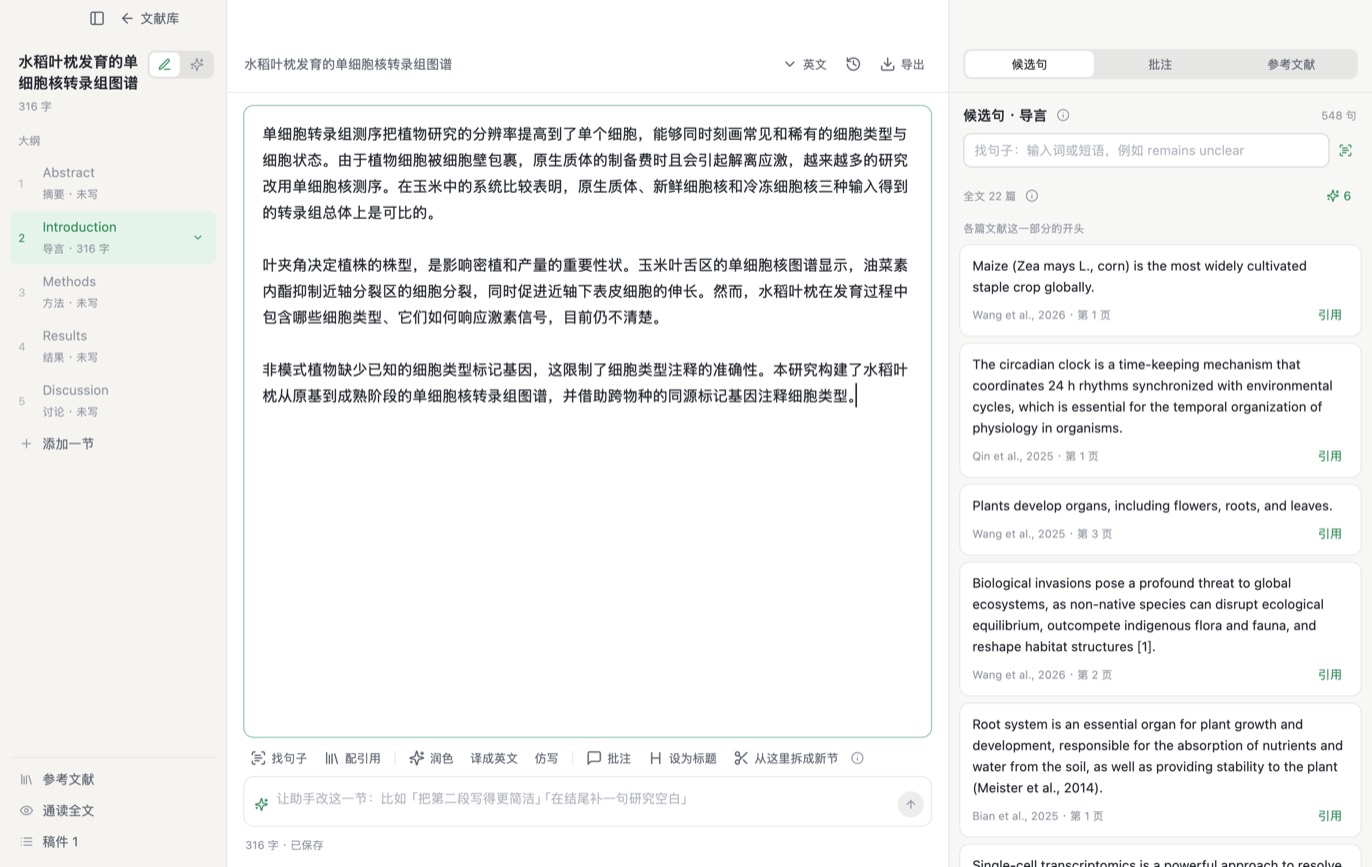 文献库
水稻叶枕发育的单
细胞核转录组图谱
316 字
大纲
1
Abstract
摘要 · 未写
2
Introduction
导言 · 316 字
3
Methods
方法 · 未写
4
Results
结果 · 未写
5
Discussion
讨论 · 未写
添加一节
参考文献
通读全文
稿件 1
水稻叶枕发育的单细胞核转录组图谱
英文
导出
单细胞转录组测序把植物研究的分辨率提高到了单个细胞，能够同时刻画常见和稀有的细胞类型与
细胞状态。由于植物细胞被细胞壁包裹，原生质体的制备费时且会引起解离应激，越来越多的研究
改用单细胞核测序。在玉米中的系统比较表明，原生质体、新鲜细胞核和冷冻细胞核三种输入得到
的转录组总体上是可比的。
叶夹角决定植株的株型，是影响密植和产量的重要性状。玉米叶舌区的单细胞核图谱显示，油菜素
内酯抑制近轴分裂区的细胞分裂，同时促进近轴下表皮细胞的伸长。然而，水稻叶枕在发育过程中
包含哪些细胞类型、它们如何响应激素信号，目前仍不清楚。
非模式植物缺少已知的细胞类型标记基因，这限制了细胞类型注释的准确性。本研究构建了水稻叶
枕从原基到成熟阶段的单细胞核转录组图谱，并借助跨物种的同源标记基因注释细胞类型。
找句子
配引用
润色
译成英文
仿写
批注
设为标题
从这里拆成新节
让助手改这一节：比如「把第二段写得更简洁」「在结尾补一句研究空白」
316 字 · 已保存
候选句
批注
参考文献
候选句 · 导言
548 句
找句子：输入词或短语，例如 remains unclear
全文 22 篇
6
各篇文献这一部分的开头
Maize (Zea mays L., corn) is the most widely cultivated
staple crop globally.
Wang et al., 2026 · 第 1 页
引用
The circadian clock is a time-keeping mechanism that
coordinates 24 h rhythms synchronized with environmental
cycles, which is essential for the temporal organization of
physiology in organisms.
Qin et al., 2025 · 第 1 页
引用
Plants develop organs, including flowers, roots, and leaves.
Wang et al., 2025 · 第 3 页
引用
Biological invasions pose a profound threat to global
ecosystems, as non-native species can disrupt ecological
equilibrium, outcompete indigenous flora and fauna, and
reshape habitat structures [1].
Wang et al., 2026 · 第 2 页
引用
Root system is an essential organ for plant growth and
development, responsible for the absorption of nutrients and
water from the soil, as well as providing stability to the plant
(Meister et al., 2014).
Bian et al., 2025 · 第 1 页
引用
Single-cell transcriptomics is a powerful approach to resolve